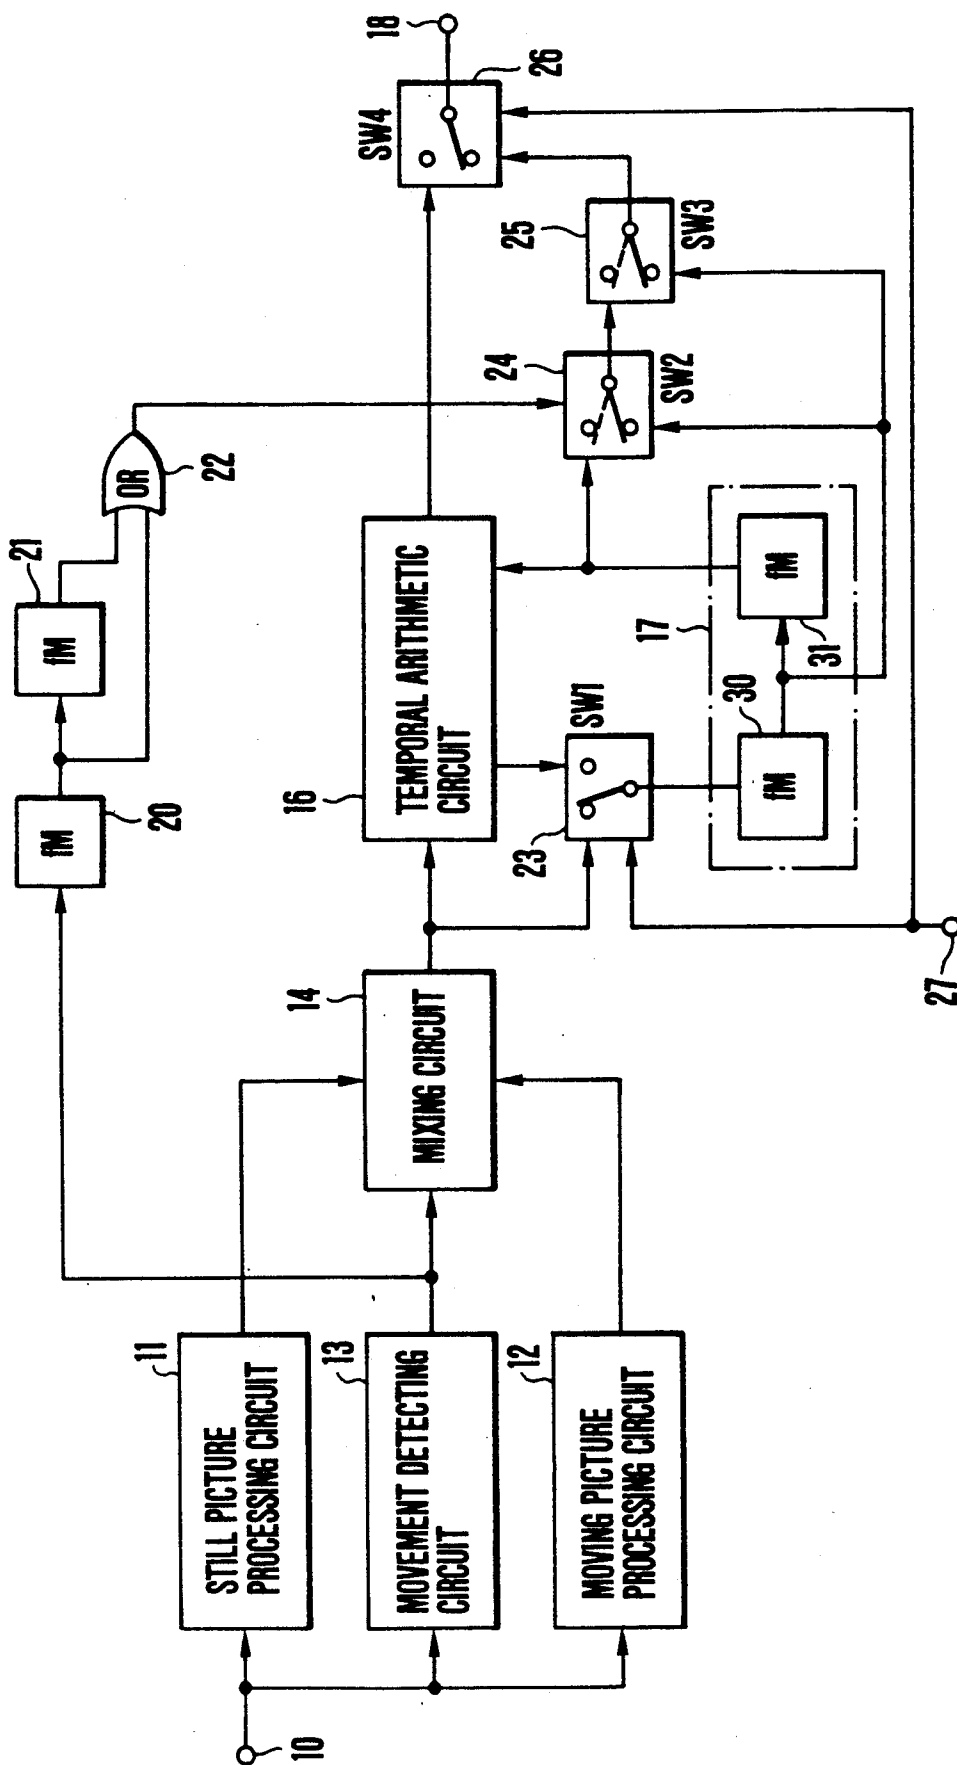 10
11
STILL PICTURE
PROCESSING CIRCUIT
13
MOVEMENT DETECTING
CIRCUIT
12
MOVING PICTURE
PROCESSING CIRCUIT
14
MIXING CIRCUIT
fM
20
fM
21
OR
22
16
TEMPORAL ARITHMETIC
CIRCUIT
23
SW1
17
30
fM
31
fM
24
SW2
25
SW3
SW4
26
18
27